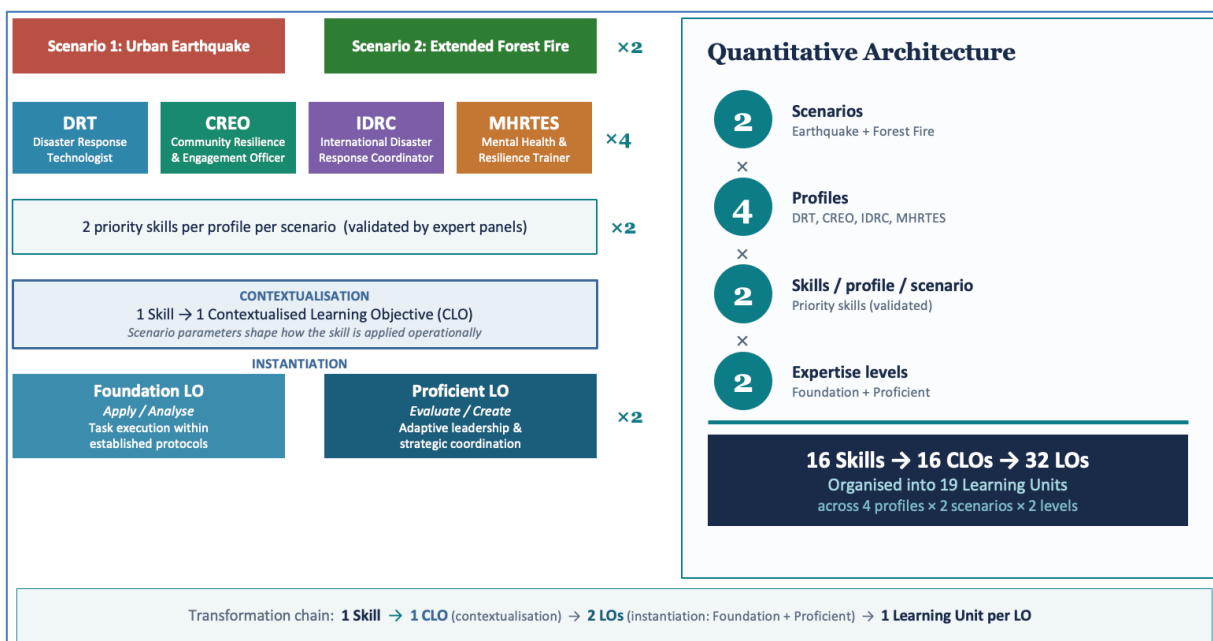 Scenario 1: Urban Earthquake
Scenario 2: Extended Forest Fire
×2
DRT
Disaster Response
Technologist
CREO
Community Resilience
& Engagement Officer
IDRC
International Disaster
Response Coordinator
MHRTES
Mental Health &
Resilience Trainer
×4
2 priority skills per profile per scenario (validated by expert panels)
×2
CONTEXTUALISATION
1 Skill → 1 Contextualised Learning Objective (CLO)
Scenario parameters shape how the skill is applied operationally
INSTANTIATION
Foundation LO
Apply / Analyse
Task execution within
established protocols
Proficient LO
Evaluate / Create
Adaptive leadership &
strategic coordination
×2
Quantitative Architecture
2
Scenarios
Earthquake + Forest Fire
×
4
Profiles
DRT, CREO, IDRC, MHRTES
×
2
Skills / profile / scenario
Priority skills (validated)
×
2
Expertise levels
Foundation + Proficient
16 Skills → 16 CLOs → 32 LOs
Organised into 19 Learning Units
across 4 profiles × 2 scenarios × 2 levels
Transformation chain: 1 Skill → 1 CLO (contextualisation) → 2 LOs (instantiation: Foundation + Proficient) → 1 Learning Unit per LO